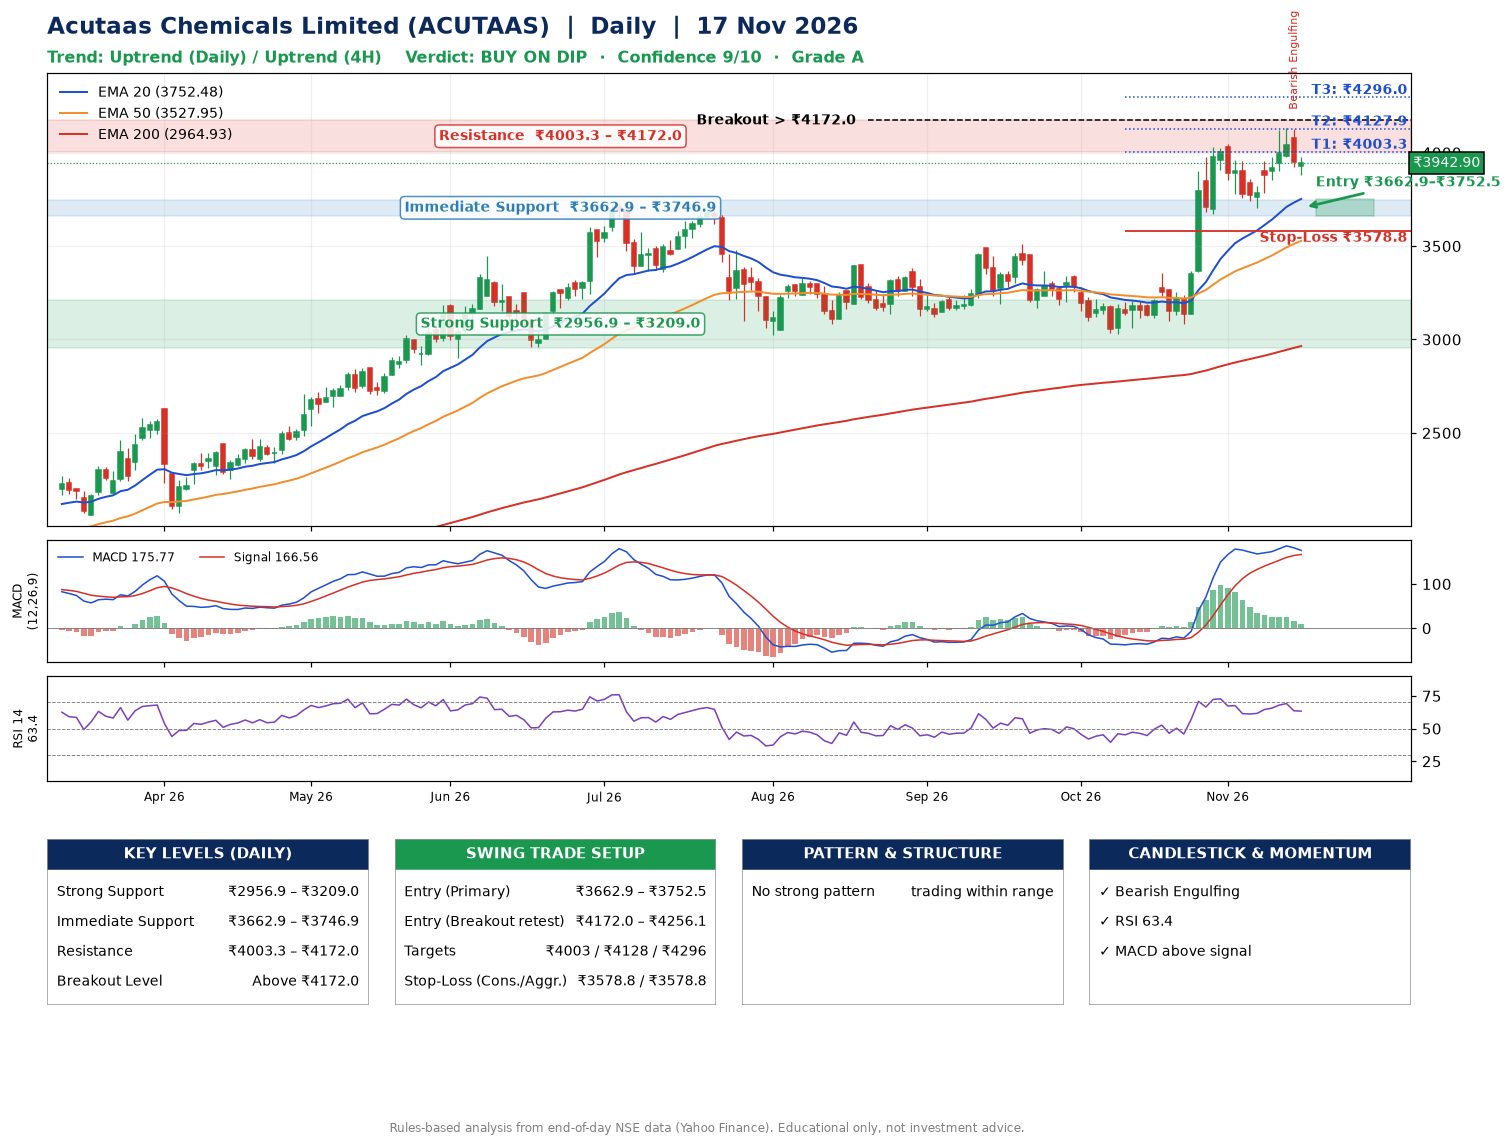 Acutaas Chemicals Limited (ACUTAAS)  |  Daily  |  17 Nov 2026
Trend: Uptrend (Daily) / Uptrend (4H)    Verdict: BUY ON DIP  ·  Confidence 9/10  ·  Grade A
Bearish Engulfing
EMA 20 (3752.48)
EMA 50 (3527.95)
EMA 200 (2964.93)
T3: ₹4296.0
Breakout > ₹4172.0
T2: ₹4127.9
Resistance  ₹4003.3 – ₹4172.0
T1: ₹4003.3
4000
₹3942.90
Entry ₹3662.9–₹3752.5
Immediate Support  ₹3662.9 – ₹3746.9
Stop-Loss ₹3578.8
3500
Strong Support  ₹2956.9 – ₹3209.0
3000
2500
MACD 175.77
Signal 166.56
MACD
(12,26,9)
100
0
RSI 14
63.4
75
50
25
Apr 26
May 26
Jun 26
Jul 26
Aug 26
Sep 26
Oct 26
Nov 26
KEY LEVELS (DAILY)
Strong Support ₹2956.9 – ₹3209.0
Immediate Support ₹3662.9 – ₹3746.9
Resistance ₹4003.3 – ₹4172.0
Breakout Level Above ₹4172.0
SWING TRADE SETUP
Entry (Primary) ₹3662.9 – ₹3752.5
Entry (Breakout retest) ₹4172.0 – ₹4256.1
Targets ₹4003 / ₹4128 / ₹4296
Stop-Loss (Cons./Aggr.) ₹3578.8 / ₹3578.8
PATTERN & STRUCTURE
No strong pattern trading within range
CANDLESTICK & MOMENTUM
✓ Bearish Engulfing
✓ RSI 63.4
✓ MACD above signal
Rules-based analysis from end-of-day NSE data (Yahoo Finance). Educational only, not investment advice.